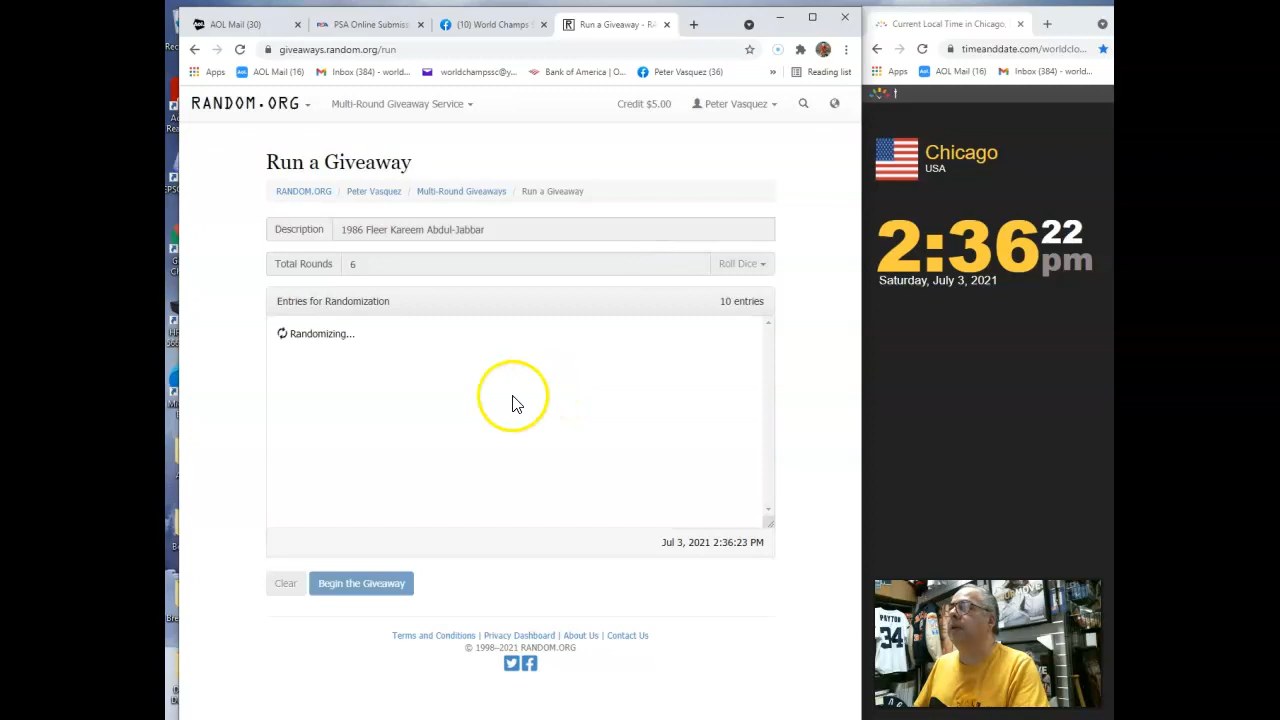 AOL Mail (30)
PSA Online Submiss
(10) World Champs
Run a Giveaway - RA
giveaways.random.org/run
Apps
AOL Mail (16)
Inbox (384) - world...
worldchampssc@y...
Bank of America | O...
Peter Vasquez (36)
»
Reading list
RANDOM.ORG
Multi-Round Giveaway Service
Credit $5.00
Peter Vasquez
Run a Giveaway
RANDOM.ORG / Peter Vasquez / Multi-Round Giveaways / Run a Giveaway
Description
1986 Fleer Kareem Abdul-Jabbar
Total Rounds
6
Roll Dice
Entries for Randomization
10 entries
Randomizing...
Jul 3, 2021 2:36:23 PM
Clear
Begin the Giveaway
Terms and Conditions | Privacy Dashboard | About Us | Contact Us
© 1998–2021 RANDOM.ORG
Current Local Time in Chicago,
timeanddate.com/worldclo...
Apps
AOL Mail (16)
Inbox (384) - world...
t
Chicago
USA
2:36 22
pm
Saturday, July 3, 2021
PAYTON
34